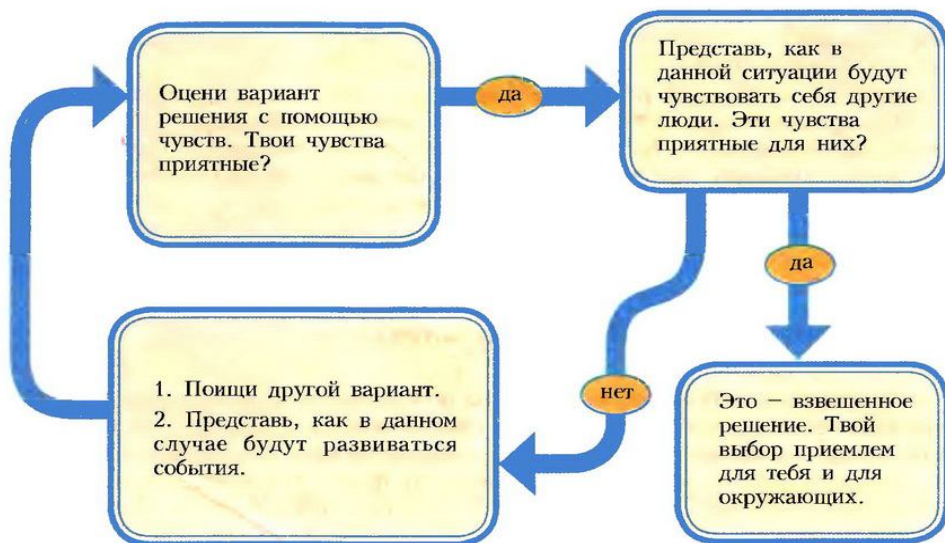 Оцени вариант
решения с помощью
чувств. Твои чувства
приятные?
да
Представь, как в
данной ситуации будут
чувствовать себя другие
люди. Эти чувства
приятные для них?
да
нет
1. Поищи другой вариант.
2. Представь, как в данном
случае будут развиваться
события.
Это – взвешенное
решение. Твой
выбор приемлем
для тебя и для
окружающих.